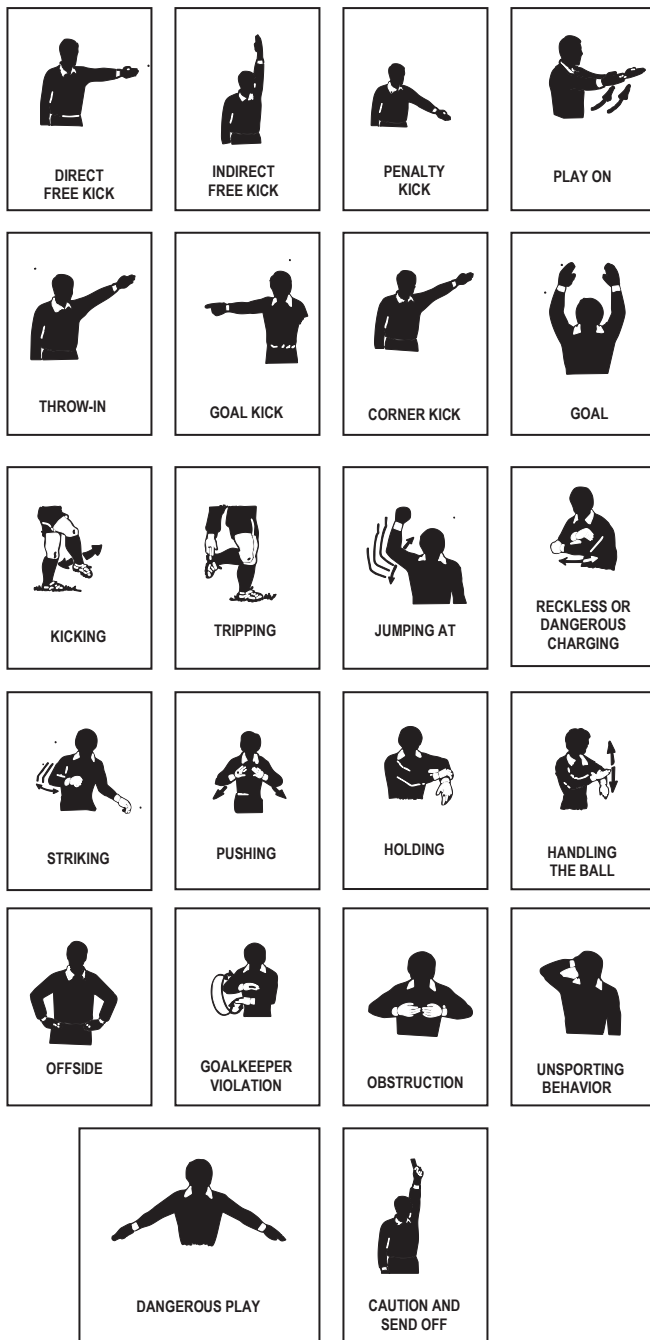 DIRECT
FREE KICK
INDIRECT
FREE KICK
PENALTY
KICK
PLAY ON
THROW-IN
GOAL KICK
CORNER KICK
GOAL
KICKING
TRIPPING
JUMPING AT
RECKLESS OR
DANGEROUS
CHARGING
STRIKING
PUSHING
HOLDING
HANDLING
THE BALL
OFFSIDE
GOALKEEPER
VIOLATION
OBSTRUCTION
UNSPORTING
BEHAVIOR
DANGEROUS PLAY
CAUTION AND
SEND OFF